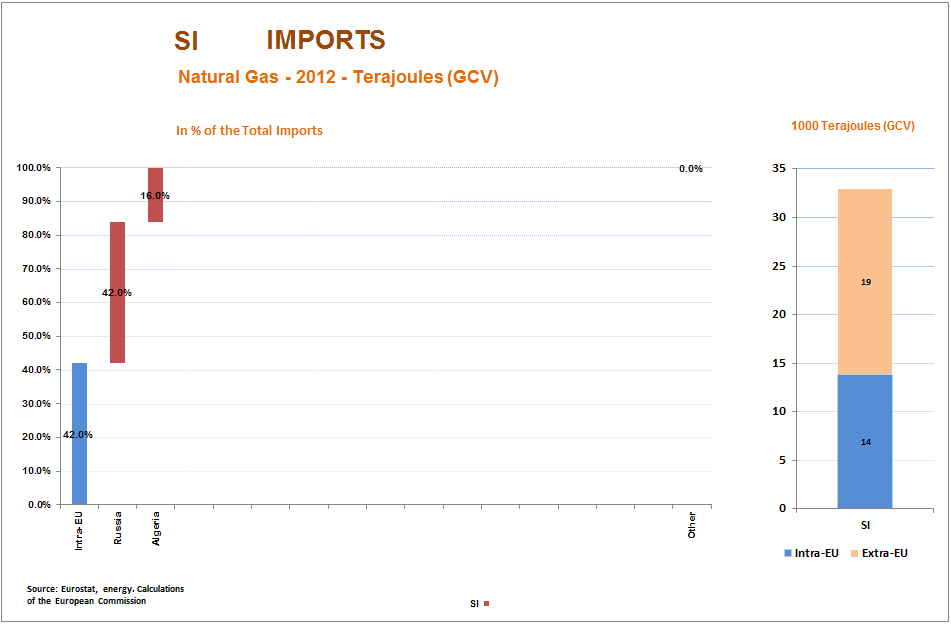 SI IMPORTS
Natural Gas - 2012 - Terajoules (GCV)
In % of the Total Imports
100.0%
90.0%
80.0%
70.0%
60.0%
50.0%
40.0%
30.0%
20.0%
10.0%
0.0%
42.0%
42.0%
16.0%
0.0%
Intra-EU
Russia
Algeria
Other
SI
1000 Terajoules (GCV)
35
30
25
20
15
10
5
0
19
14
SI
Intra-EU Extra-EU
Source: Eurostat, energy. Calculations
of the European Commission